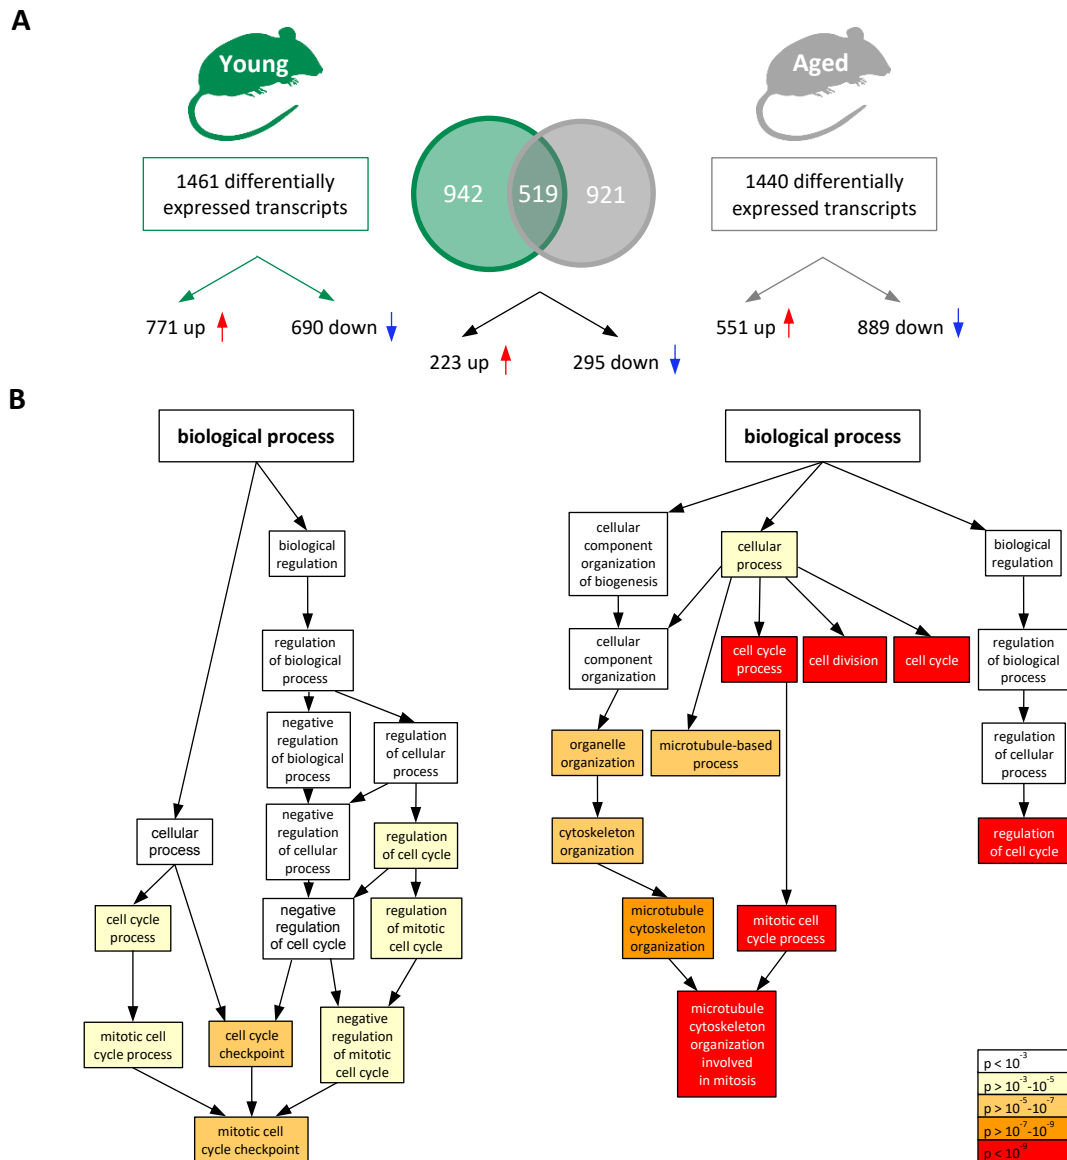 A
Young
Aged
1461 differentially
expressed transcripts
942
519
921
1440 differentially
expressed transcripts
771 up
690 down
223 up
295 down
551 up
889 down
B
biological process
biological
regulation
regulation
of biological
process
negative
regulation
of biological
process
regulation
of cellular
process
negative
regulation
of cellular
process
regulation
of cell cycle
cellular
process
cell cycle
process
negative
regulation
of cell cycle
regulation
of mitotic
cell cycle
mitotic cell
cycle process
cell cycle
checkpoint
negative
regulation
of mitotic
cell cycle
mitotic cell
cycle checkpoint
biological process
cellular
component
organization
of biogenesis
cellular
process
biological
regulation
cellular
component
organization
cell cycle
process
cell division
cell cycle
regulation
of biological
process
organelle
organization
microtubule-based
process
regulation
of cellular
process
cytoskeleton
organization
regulation
of cell cycle
microtubule
cytoskeleton
organization
mitotic cell
cycle process
microtubule
cytoskeleton
organization
involved
in mitosis
p < 10⁻³
p > 10⁻³-10⁻⁵
p > 10⁻⁵-10⁻⁷
p > 10⁻⁷-10⁻⁹
p < 10⁻⁹